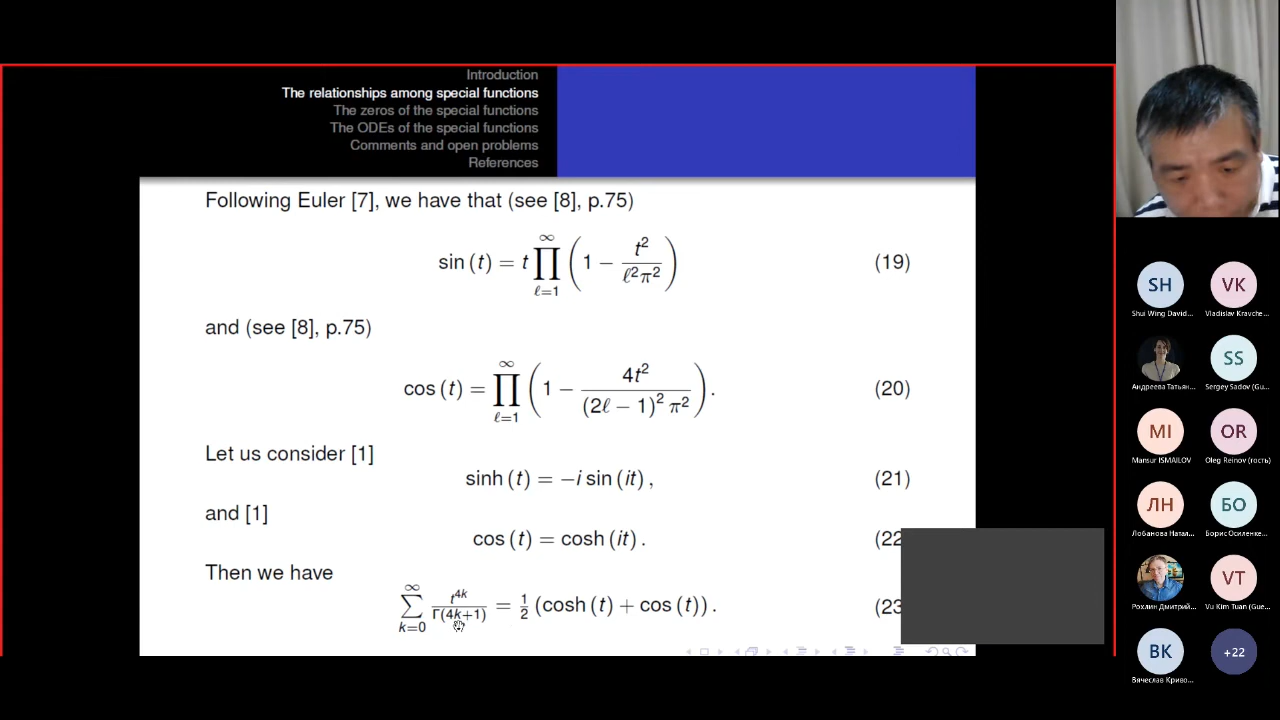 Introduction
The relationships among special functions
The zeros of the special functions
The ODEs of the special functions
Comments and open problems
References
Following Euler [7], we have that (see [8], p.75)
sin (t) = t ∏_{ℓ=1}^{∞} (1 − t²/ℓ²π²) (19)
and (see [8], p.75)
cos (t) = ∏_{ℓ=1}^{∞} (1 − 4t²/(2ℓ − 1)² π²). (20)
Let us consider [1]
sinh (t) = −i sin (it), (21)
and [1]
cos (t) = cosh (it). (22
Then we have
∑_{k=0}^{∞} t^{4k}/Γ(4k+1) = 1/2 (cosh (t) + cos (t)). (23
SH
Shui Wing David...
VK
Vladislav Kravche...
Андреева Татьян...
SS
Sergey Sadov (Gu...
MI
Mansur ISMAILOV
OR
Oleg Reinov (гость)
ЛН
Лобанова Натал...
БО
Борис Осиленке...
Рохлин Дмитрий...
VT
Vu Kim Tuan (Gue...
ВК
Вячеслав Криво...
+22